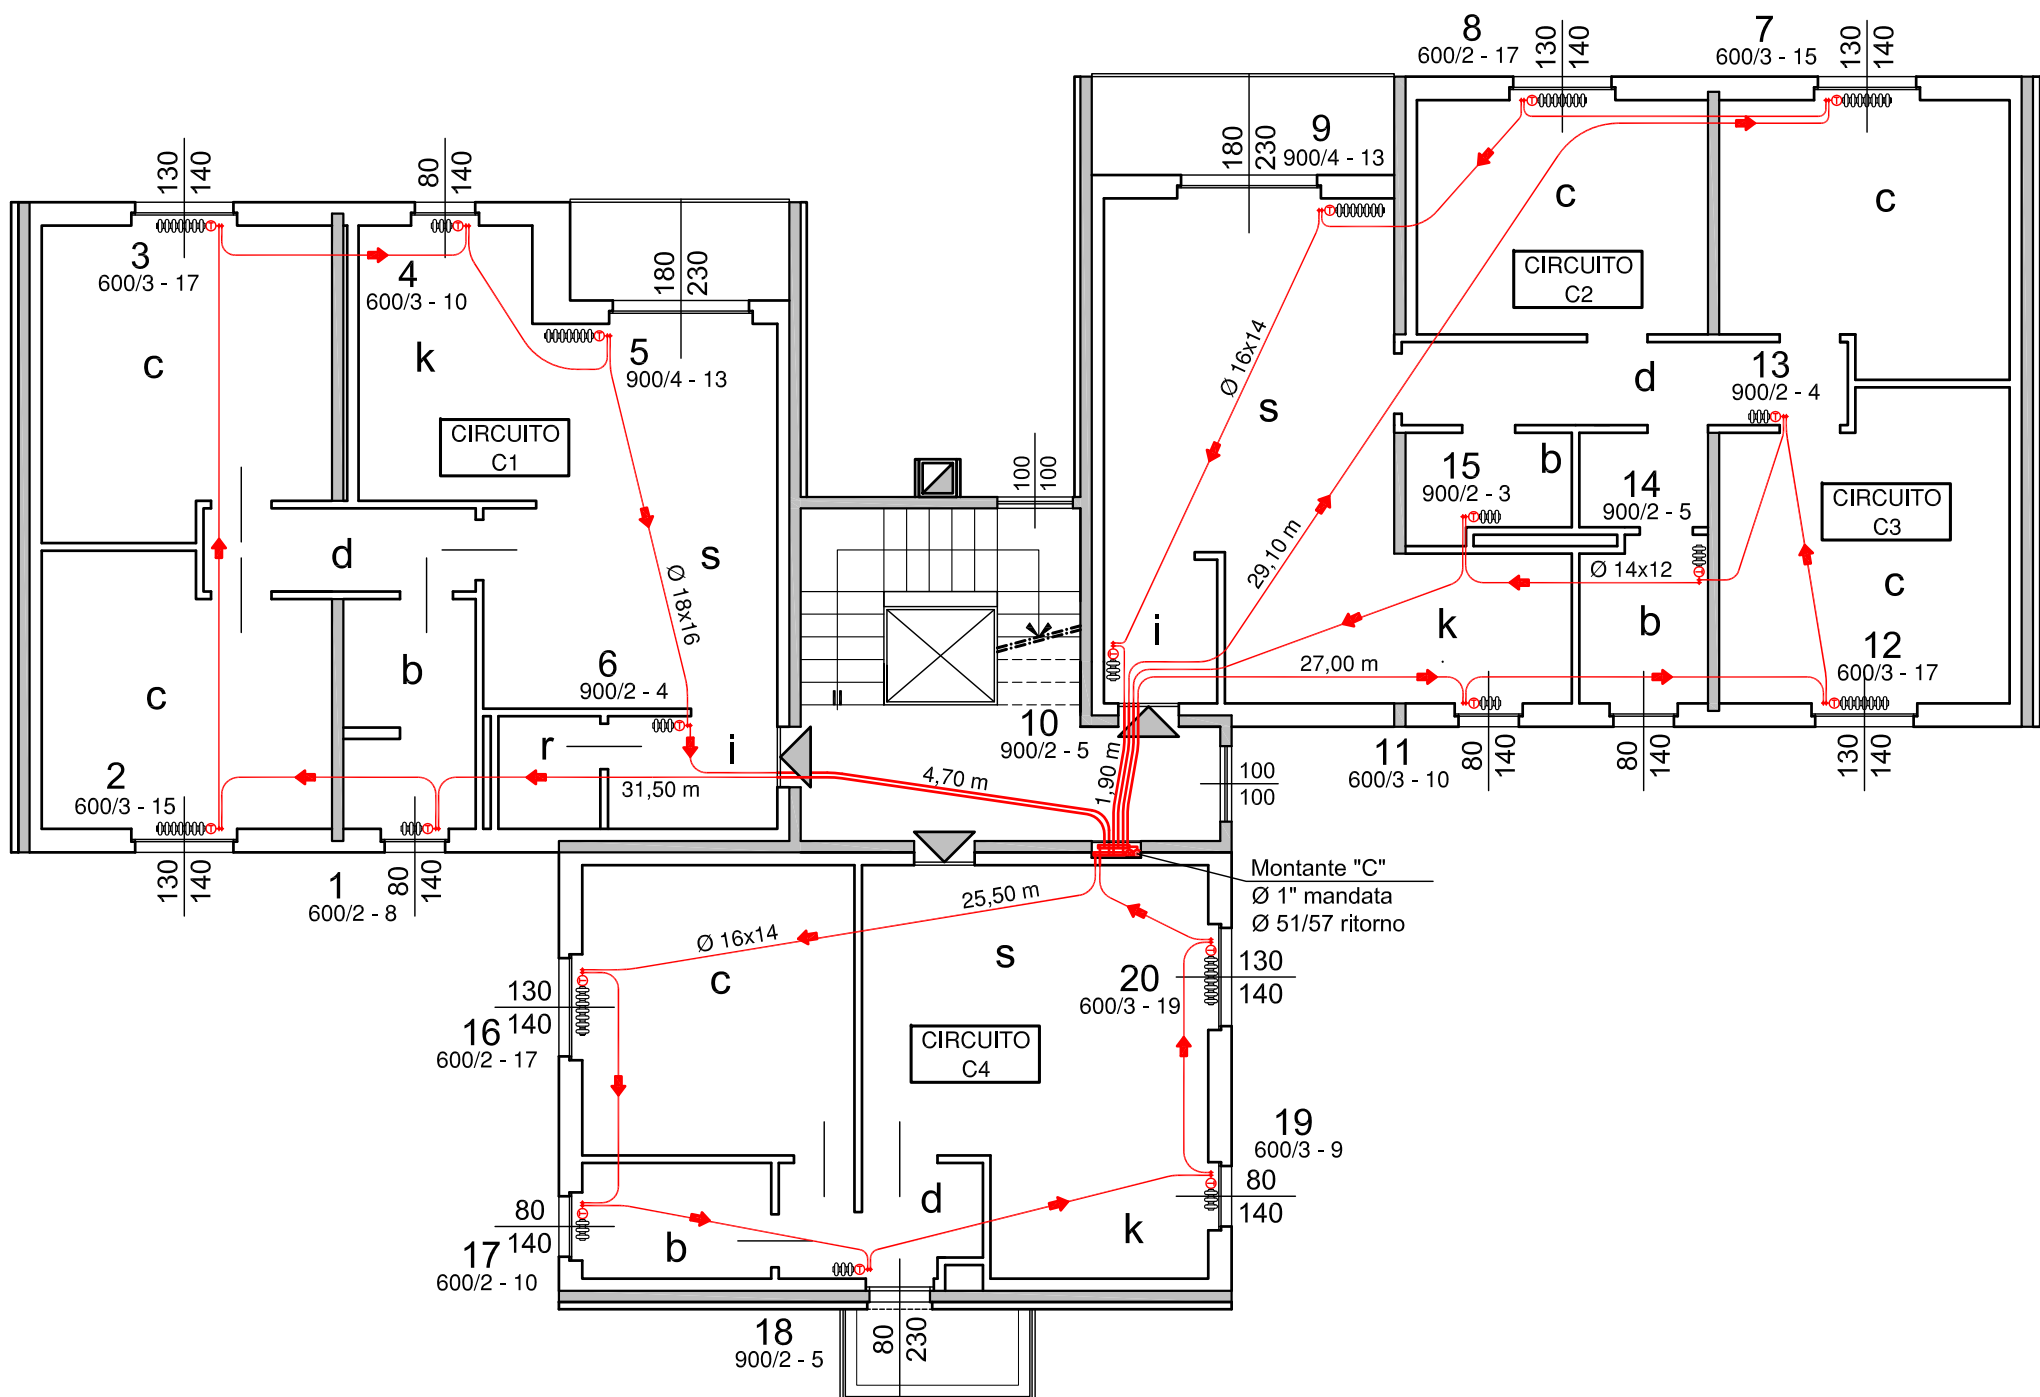 8
600/2 - 17
130
140
7
600/3 - 15
130
140
9
900/4 - 13
180
230
130
140
80
140
3
600/3 - 17
4
600/3 - 10
180
230
c
c
CIRCUITO
C2
k
c
5
900/4 - 13
Ø 16x14
s
d
13
900/2 - 4
CIRCUITO
C1
100
100
15
900/2 - 3
b
14
900/2 - 5
CIRCUITO
C3
d
s
Ø 18x16
29,10 m
Ø 14x12
c
i
k
b
c
b
6
900/2 - 4
27,00 m
12
600/3 - 17
r
i
10
900/2 - 5
11
600/3 - 10
80
140
80
140
130
140
2
600/3 - 15
31,50 m
4,70 m
1,90 m
100
100
130
140
1
600/2 - 8
80
140
Montante "C"
Ø 1" mandata
Ø 51/57 ritorno
25,50 m
Ø 16x14
c
s
20
600/3 - 19
130
140
130
140
16
600/2 - 17
CIRCUITO
C4
19
600/3 - 9
80
140
80
140
17
600/2 - 10
b
d
k
18
900/2 - 5
80
230